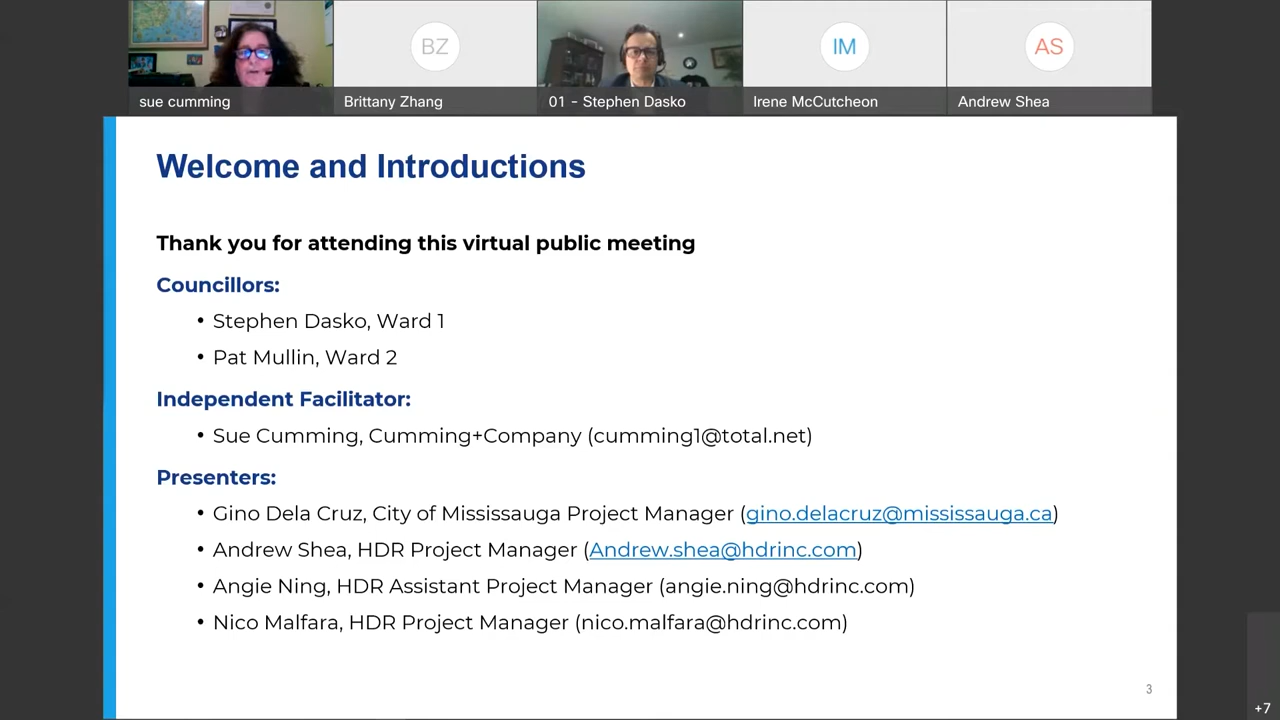 BZ
IM
AS
sue cumming
Brittany Zhang
01 - Stephen Dasko
Irene McCutcheon
Andrew Shea
Welcome and Introductions
Thank you for attending this virtual public meeting
Councillors:
• Stephen Dasko, Ward 1
• Pat Mullin, Ward 2
Independent Facilitator:
• Sue Cumming, Cumming+Company (cumming1@total.net)
Presenters:
• Gino Dela Cruz, City of Mississauga Project Manager (gino.delacruz@mississauga.ca)
• Andrew Shea, HDR Project Manager (Andrew.shea@hdrinc.com)
• Angie Ning, HDR Assistant Project Manager (angie.ning@hdrinc.com)
• Nico Malfara, HDR Project Manager (nico.malfara@hdrinc.com)
3
+7